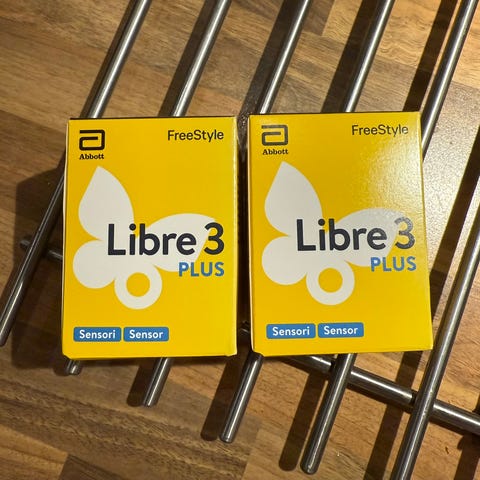 Abbott
FreeStyle
Libre 3
PLUS
Sensori Sensor
Abbott
FreeStyle
Libre 3
PLUS
Sensori Sensor